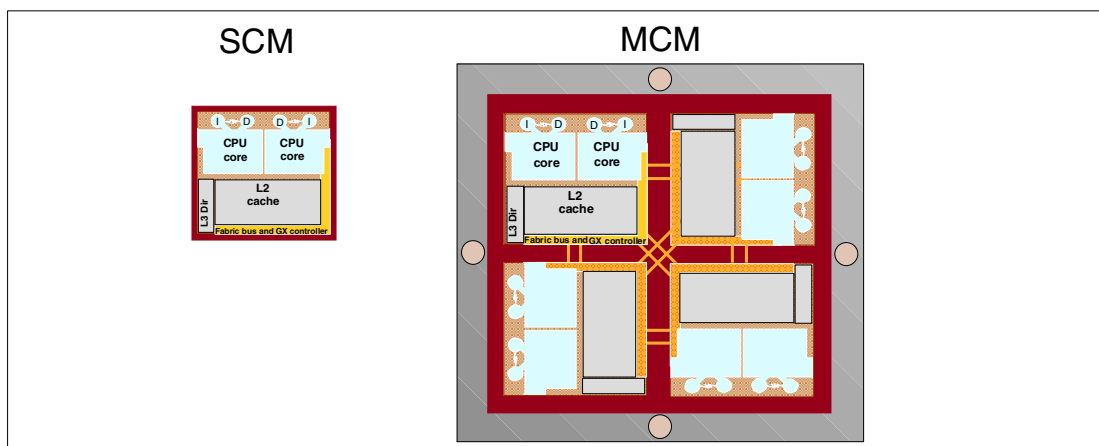 SCM
MCM
I D D I
CPU core
CPU core
L2 cache
L3 Dir
Fabric bus and GX controller
I D D I
CPU core
CPU core
L2 cache
L3 Dir
Fabric bus and GX controller